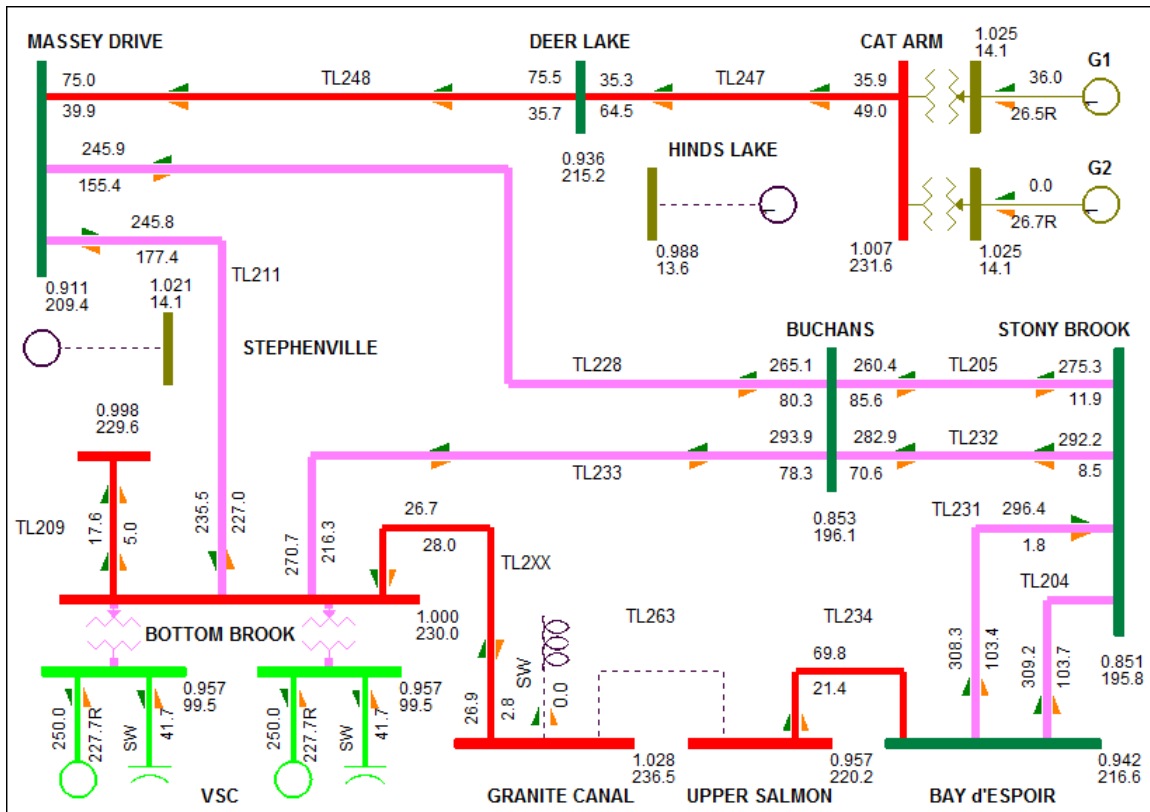 MASSEY DRIVE
DEER LAKE
CAT ARM
1.025
14.1
G1
75.0
TL248
75.5
35.3
TL247
35.9
36.0
39.9
35.7
64.5
49.0
26.5R
HINDS LAKE
0.936
215.2
G2
245.9
155.4
0.0
26.7R
245.8
177.4
0.988
13.6
1.007
231.6
1.025
14.1
TL211
0.911
209.4
1.021
14.1
STEPHENVILLE
BUCHANS
STONY BROOK
TL228
265.1
260.4
TL205
275.3
80.3
85.6
11.9
0.998
229.6
293.9
282.9
TL232
292.2
TL233
78.3
70.6
8.5
TL209
17.6
5.0
235.5
227.0
270.7
216.3
26.7
28.0
TL2XX
0.853
196.1
TL231
296.4
1.8
TL204
BOTTOM BROOK
1.000
230.0
SW
0.0
TL263
TL234
69.8
21.4
308.3
103.4
309.2
103.7
0.851
195.8
0.957
99.5
0.957
99.5
250.0
227.7R
SW
41.7
250.0
227.7R
SW
41.7
26.9
2.8
1.028
236.5
0.957
220.2
0.942
216.6
VSC
GRANITE CANAL
UPPER SALMON
BAY d'ESPOIR